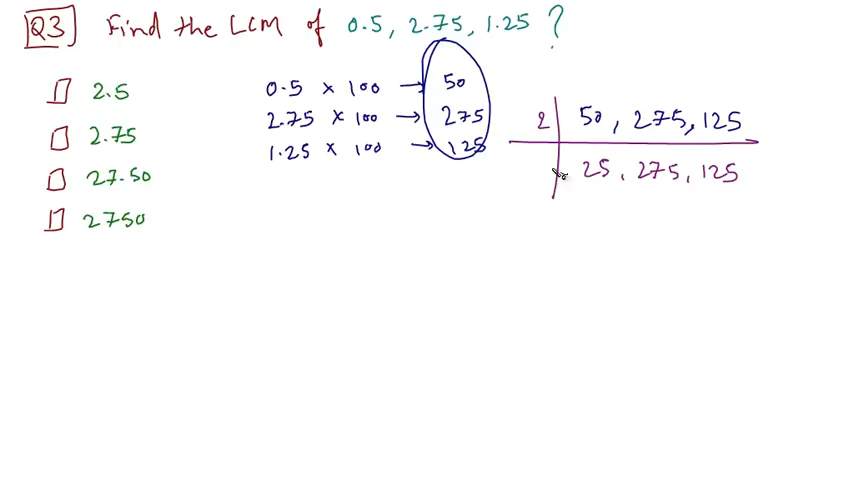 Q3 Find the LCM of 0.5, 2.75, 1.25 ?
2.5
2.75
27.50
2750
0.5 × 100 → 50
2.75 × 100 → 275
1.25 × 100 → 125
2 | 50, 275, 125
25, 275, 125